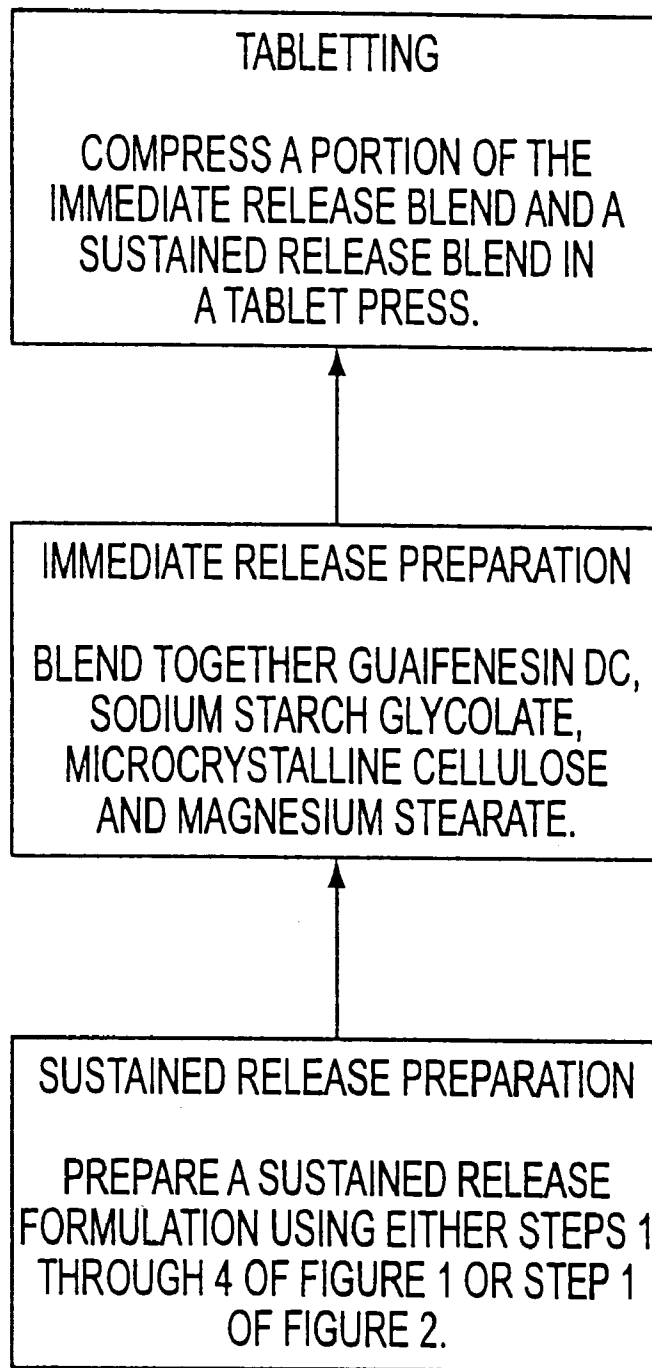 TABLETTING
COMPRESS A PORTION OF THE
IMMEDIATE RELEASE BLEND AND A
SUSTAINED RELEASE BLEND IN
A TABLET PRESS.
IMMEDIATE RELEASE PREPARATION
BLEND TOGETHER GUAIFENESIN DC,
SODIUM STARCH GLYCOLATE,
MICROCRYSTALLINE CELLULOSE
AND MAGNESIUM STEARATE.
SUSTAINED RELEASE PREPARATION
PREPARE A SUSTAINED RELEASE
FORMULATION USING EITHER STEPS 1
THROUGH 4 OF FIGURE 1 OR STEP 1
OF FIGURE 2.